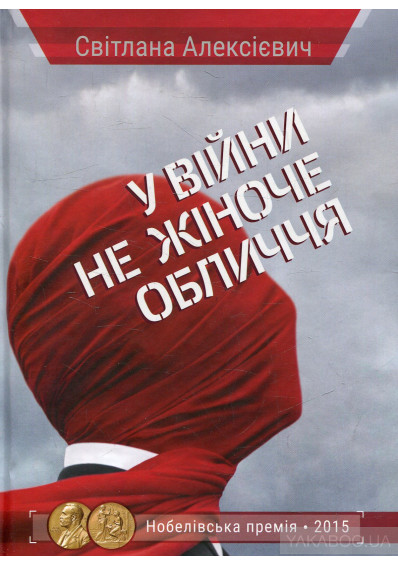 Світлана Алексієвич
У ВІЙНИ
НЕ ЖІНОЧЕ
ОБЛИЧЧЯ
Нобелівська премія • 2015
YAKABOO.UA